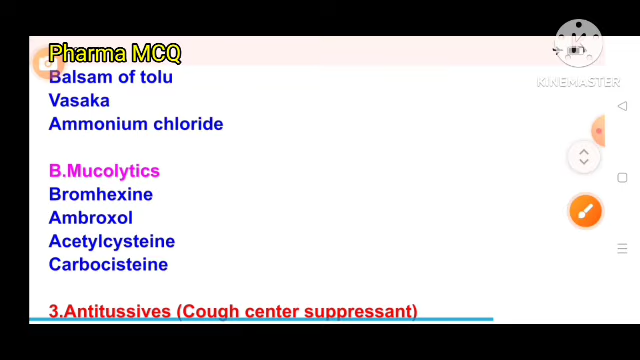 Pharma MCQ
KINEMASTER
Balsam of tolu
Vasaka
Ammonium chloride
B.Mucolytics
Bromhexine
Ambroxol
Acetylcysteine
Carbocisteine
3.Antitussives (Cough center suppressant)